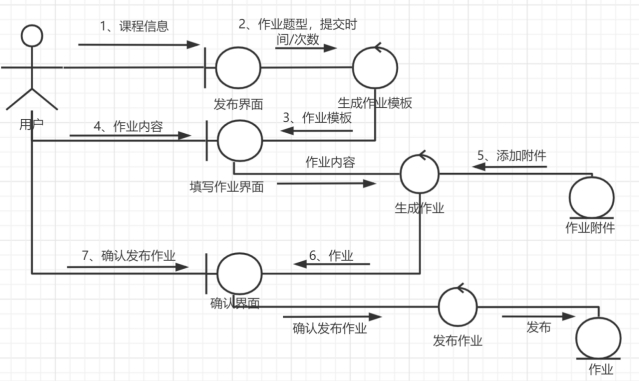 1、课程信息
2、作业题型，提交时
间/次数
发布界面
生成作业模板
用户
4、作业内容
3、作业模板
填写作业界面
作业内容
5、添加附件
生成作业
作业附件
7、确认发布作业
6、作业
确认界面
确认发布作业
发布作业
发布
作业